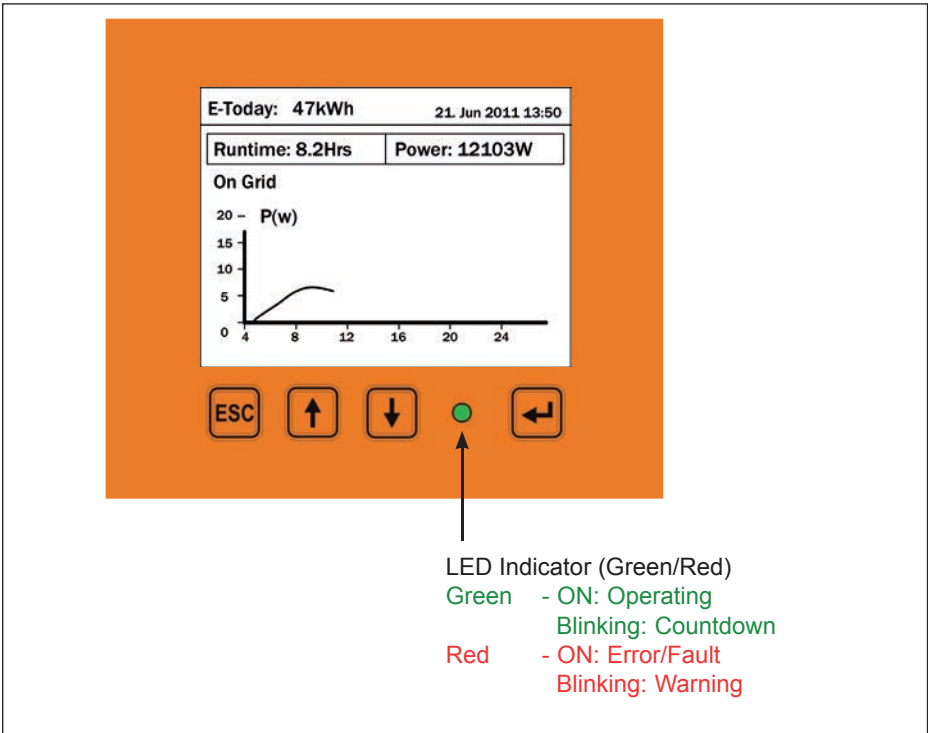 E-Today: 47kWh 21. Jun 2011 13:50
Runtime: 8.2Hrs Power: 12103W
On Grid
20 – P(w)
15
10
5
0
4 8 12 16 20 24
ESC
LED Indicator (Green/Red)
Green - ON: Operating
Blinking: Countdown
Red - ON: Error/Fault
Blinking: Warning